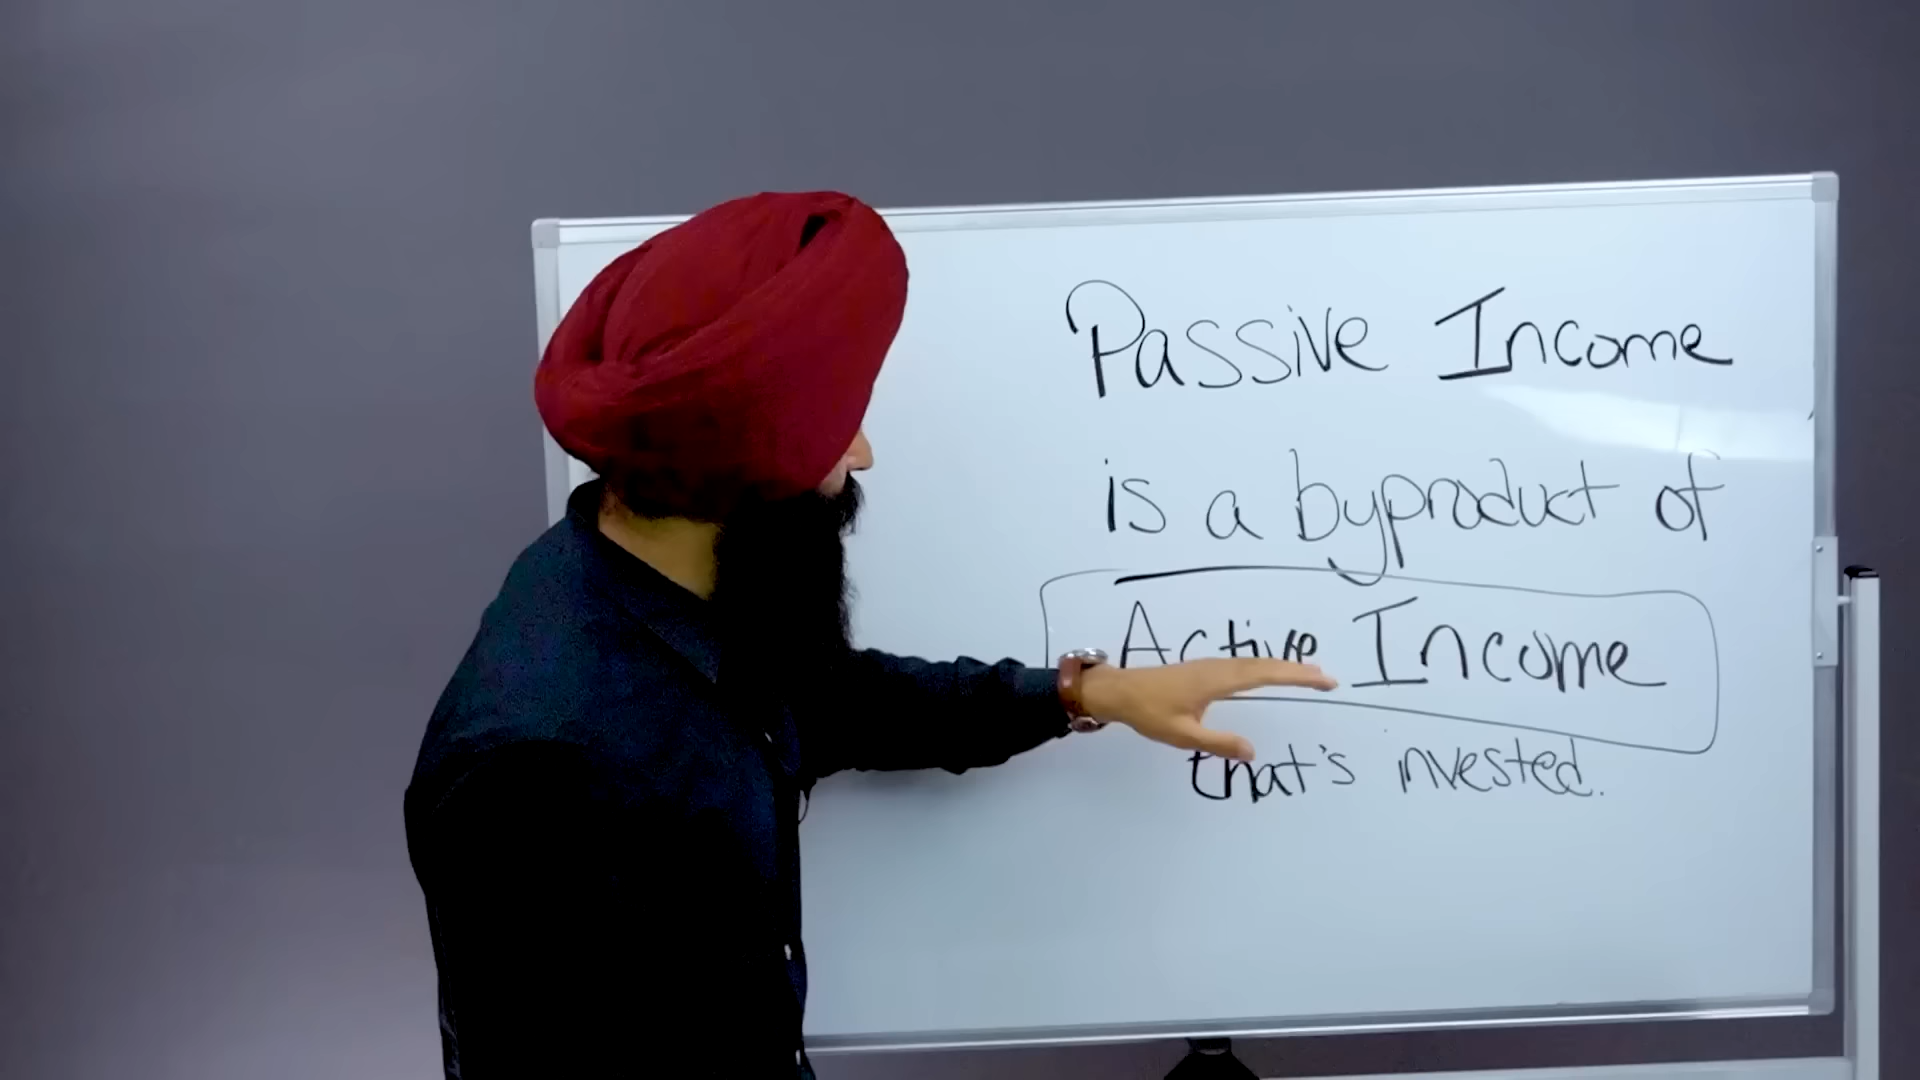 Passive Income
is a byproduct of
Active Income
that's invested.